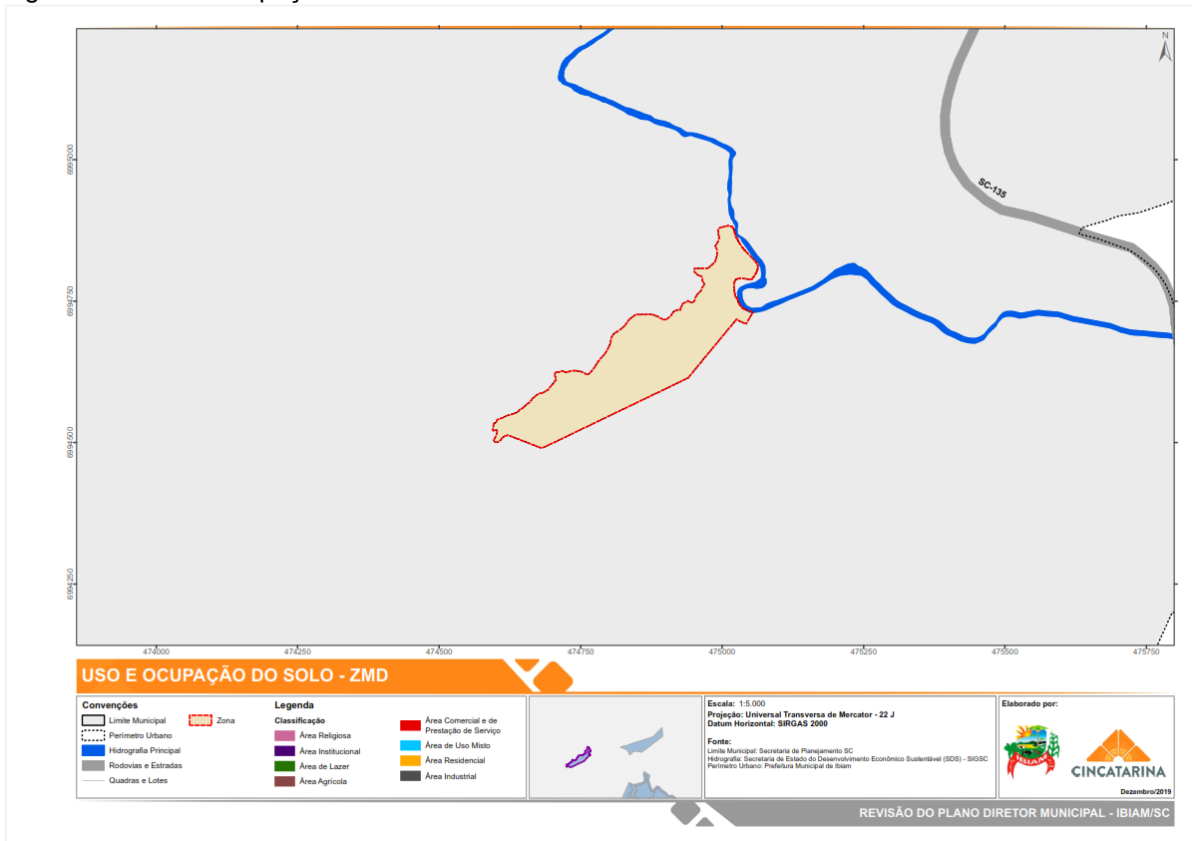 N
SC-135
6995000
6994750
6994500
6994250
474000
474250
474500
474750
475000
475250
475500
475750
USO E OCUPAÇÃO DO SOLO - ZMD
Convenções
Limite Municipal
Zona
Perímetro Urbano
Hidrografia Principal
Rodovias e Estradas
Quadras e Lotes
Legenda
Classificação
Área Religiosa
Área Institucional
Área de Lazer
Área Agrícola
Área Comercial e de
Prestação de Serviço
Área de Uso Misto
Área Residencial
Área Industrial
Escala: 1:5.000
Projeção: Universal Transversa de Mercator - 22 J
Datum Horizontal: SIRGAS 2000
Fonte:
Limite Municipal: Secretaria de Planejamento SC
Hidrografia: Secretaria de Estado do Desenvolvimento Econômico Sustentável (SDS) - SIGSC
Perímetro Urbano: Prefeitura Municipal de Ibiam
Elaborado por:
IBIAM
CINCATARINA
Dezembro/2019
REVISÃO DO PLANO DIRETOR MUNICIPAL - IBIAM/SC